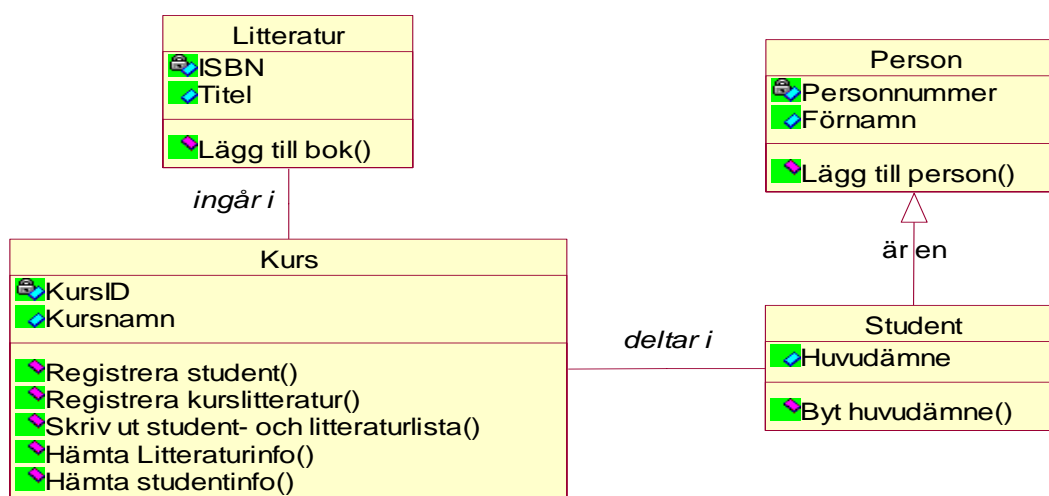 Litteratur
ISBN
Titel
Lägg till bok()
ingår i
Kurs
KursID
Kursnamn
Registrera student()
Registrera kurslitteratur()
Skriv ut student- och litteraturlista()
Hämta Litteraturinfo()
Hämta studentinfo()
deltar i
Person
Personnummer
Förnamn
Lägg till person()
är en
Student
Huvudämne
Byt huvudämne()